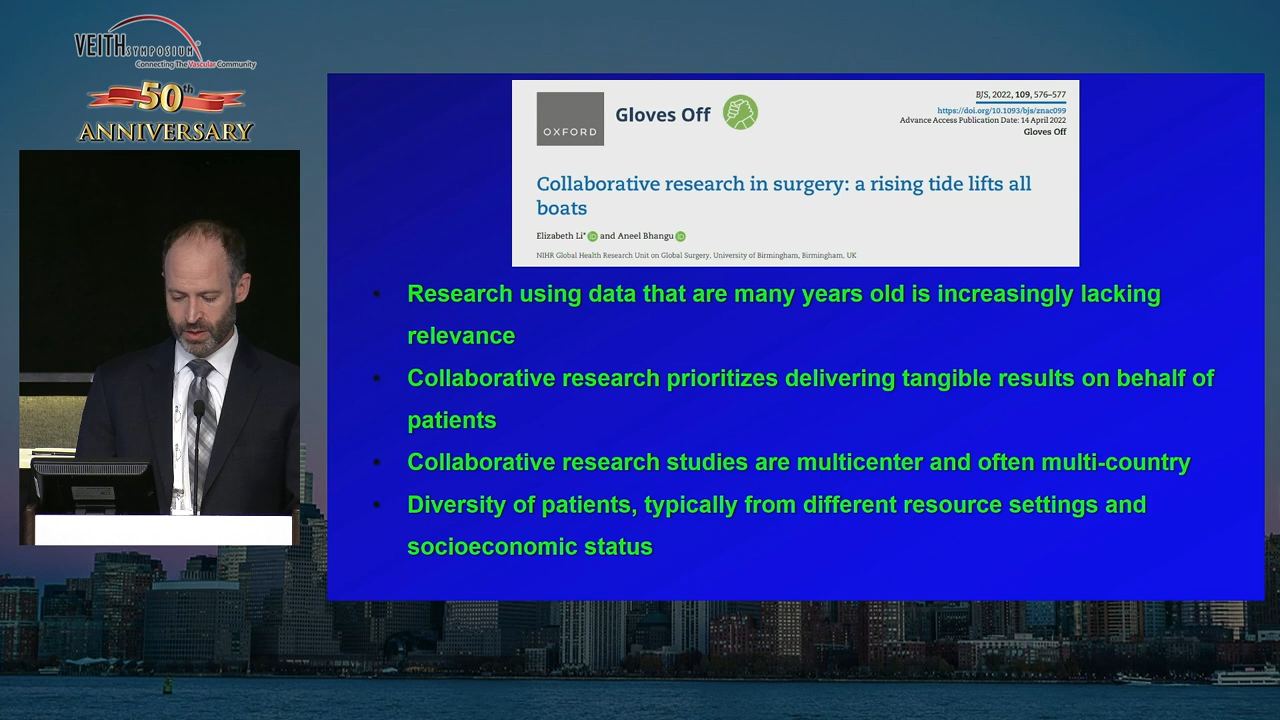 VEITHSYMPOSIUM®
Connecting The Vascular Community
50th
ANNIVERSARY
OXFORD
Gloves Off
BJS, 2022, 109, 576–577
https://doi.org/10.1093/bjs/znac099
Advance Access Publication Date: 14 April 2022
Gloves Off
Collaborative research in surgery: a rising tide lifts all
boats
Elizabeth Li* iD and Aneel Bhangu iD
NIHR Global Health Research Unit on Global Surgery, University of Birmingham, Birmingham, UK
• Research using data that are many years old is increasingly lacking
relevance
• Collaborative research prioritizes delivering tangible results on behalf of
patients
• Collaborative research studies are multicenter and often multi-country
• Diversity of patients, typically from different resource settings and
socioeconomic status